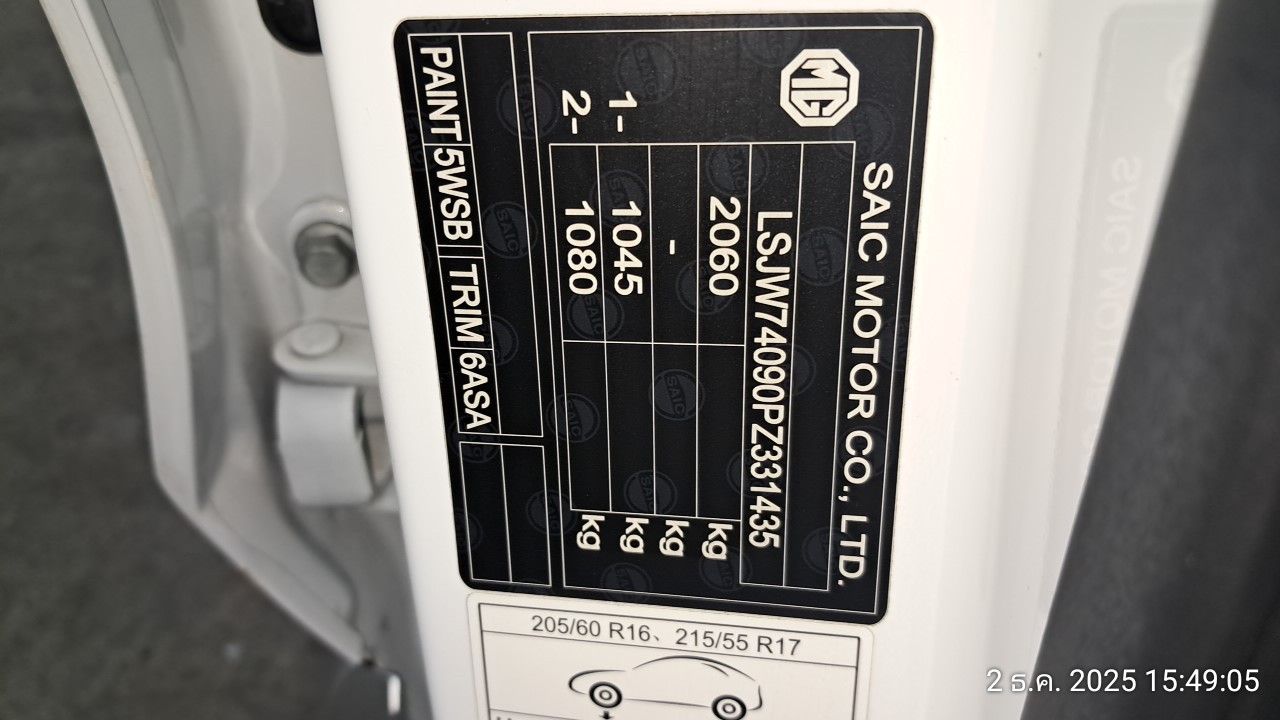 MG
SAIC MOTOR CO., LTD.
LSJW74090PZ331435
2060 kg
- kg
1- 1045 kg
2- 1080 kg
PAINT 5WSB TRIM 6ASA
205/60 R16、215/55 R17
2 ธ.ค. 2025 15:49:05